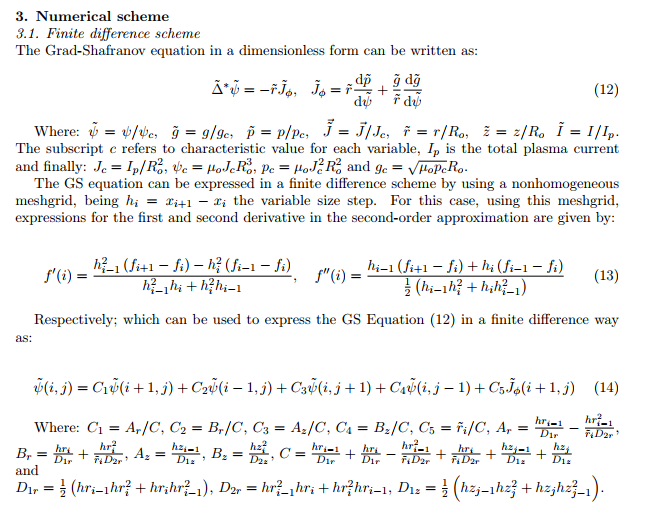 3. Numerical scheme
3.1. Finite difference scheme
The Grad-Shafranov equation in a dimensionless form can be written as:
$\tilde{\Delta}^* \tilde{\psi} = -\tilde{r}\tilde{J}_\phi, \quad \tilde{J}_\phi = \tilde{r}\frac{d\tilde{p}}{d\tilde{\psi}} + \frac{\tilde{g}}{\tilde{r}}\frac{d\tilde{g}}{d\tilde{\psi}}$ (12)
Where: $\tilde{\psi} = \psi/\psi_c$, $\tilde{g} = g/g_c$, $\tilde{p} = p/p_c$, $\tilde{\vec{J}} = \vec{J}/J_c$, $\tilde{r} = r/R_o$, $\tilde{z} = z/R_o$ $\tilde{I} = I/I_p$.
The subscript $c$ refers to characteristic value for each variable, $I_p$ is the total plasma current
and finally: $J_c = I_p/R_o^2$, $\psi_c = \mu_o J_c R_o^3$, $p_c = \mu_o J_c^2 R_o^2$ and $g_c = \sqrt{\mu_o p_c} R_o$.
The GS equation can be expressed in a finite difference scheme by using a nonhomogeneous
meshgrid, being $h_i = x_{i+1} - x_i$ the variable size step. For this case, using this meshgrid,
expressions for the first and second derivative in the second-order approximation are given by:
$f'(i) = \frac{h_{i-1}^2 (f_{i+1} - f_i) - h_i^2 (f_{i-1} - f_i)}{h_{i-1}^2 h_i + h_i^2 h_{i-1}}, \quad f''(i) = \frac{h_{i-1} (f_{i+1} - f_i) + h_i (f_{i-1} - f_i)}{\frac{1}{2} (h_{i-1} h_i^2 + h_i h_{i-1}^2)}$ (13)
Respectively; which can be used to express the GS Equation (12) in a finite difference way
as:
$\tilde{\psi}(i, j) = C_1 \tilde{\psi}(i+1, j) + C_2 \tilde{\psi}(i-1, j) + C_3 \tilde{\psi}(i, j+1) + C_4 \tilde{\psi}(i, j-1) + C_5 \tilde{J}_\phi(i+1, j)$ (14)
Where: $C_1 = A_r/C$, $C_2 = B_r/C$, $C_3 = A_z/C$, $C_4 = B_z/C$, $C_5 = \tilde{r}_i/C$, $A_r = \frac{hr_{i-1}}{D_{1r}} - \frac{hr_{i-1}^2}{\tilde{r}_i D_{2r}}$,
$B_r = \frac{hr_i}{D_{1r}} + \frac{hr_i^2}{\tilde{r}_i D_{2r}}$, $A_z = \frac{hz_{i-1}}{D_{1z}}$, $B_z = \frac{hz_i^2}{D_{2z}}$, $C = \frac{hr_{i-1}}{D_{1r}} + \frac{hr_i}{D_{1r}} - \frac{hr_{i-1}^2}{\tilde{r}_i D_{2r}} + \frac{hr_i}{\tilde{r}_i D_{2r}} + \frac{hz_{j-1}}{D_{1z}} + \frac{hz_j}{D_{1z}}$
and
$D_{1r} = \frac{1}{2} (hr_{i-1} hr_i^2 + hr_i hr_{i-1}^2)$, $D_{2r} = hr_{i-1}^2 hr_i + hr_i^2 hr_{i-1}$, $D_{1z} = \frac{1}{2} \left( hz_{j-1} hz_j^2 + hz_j hz_{j-1}^2 \right)$.